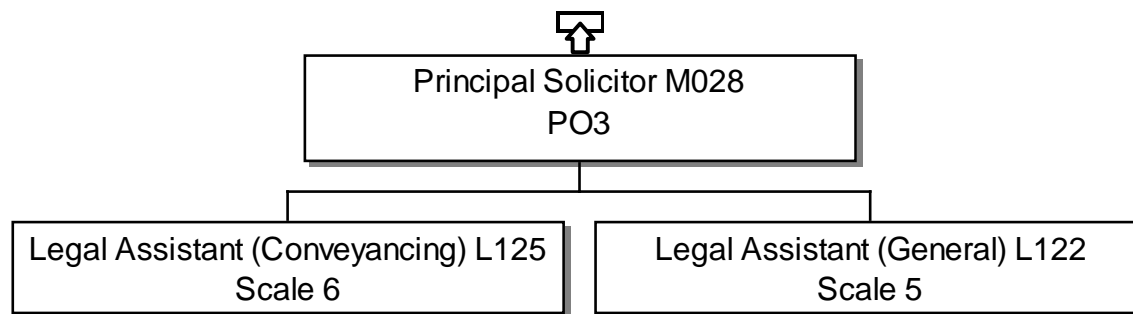 Principal Solicitor M028
PO3
Legal Assistant (Conveyancing) L125
Scale 6
Legal Assistant (General) L122
Scale 5